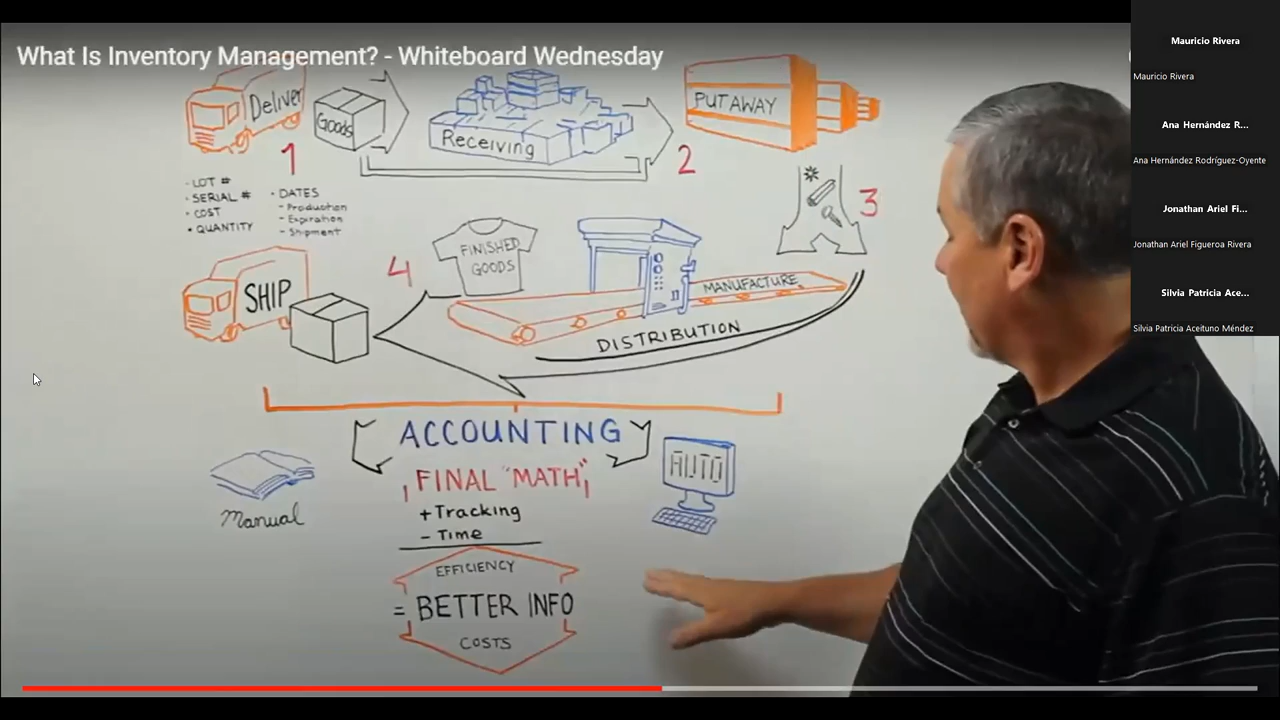 What Is Inventory Management? - Whiteboard Wednesday
Deliver
GOODS
Receiving
PUTAWAY
1
2
3
- LOT #
- SERIAL #
• COST
• QUANTITY
• DATES
- Production
- Expiration
- Shipment
4
FINISHED
GOODS
SHIP
MANUFACTURE
DISTRIBUTION
ACCOUNTING
FINAL "MATH"
+ Tracking
- Time
EFFICIENCY
= BETTER INFO
COSTS
Manual
AUTO
Mauricio Rivera
Mauricio Rivera
Ana Hernández R...
Ana Hernández Rodríguez-Oyente
Jonathan Ariel Fi...
Jonathan Ariel Figueroa Rivera
Silvia Patricia Ace...
Silvia Patricia Aceituno Méndez